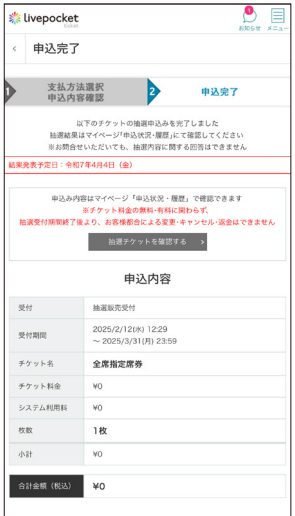 livepocket
ticket
1
お知らせ
メニュー
申込完了
1
支払方法選択
申込内容確認
2
申込完了
以下のチケットの抽選申込みを完了しました
抽選結果はマイページ「申込状況・履歴」にて確認してください
※お問合せいただいても、抽選内容に関する回答はできません
結果発表予定日：令和7年4月4日（金）
申込み内容はマイページ「申込状況・履歴」で確認できます
※チケット料金の無料・有料に関わらず、
抽選受付期間終了後より、お客様都合による変更・キャンセル・返金はできません
抽選チケットを確認する
申込内容
受付 抽選販売受付
受付期間 2025/2/12(水) 12:29
～ 2025/3/31(月) 23:59
チケット名 全席指定席券
チケット料金 ¥0
システム利用料 ¥0
枚数 1枚
小計 ¥0
合計金額（税込） ¥0